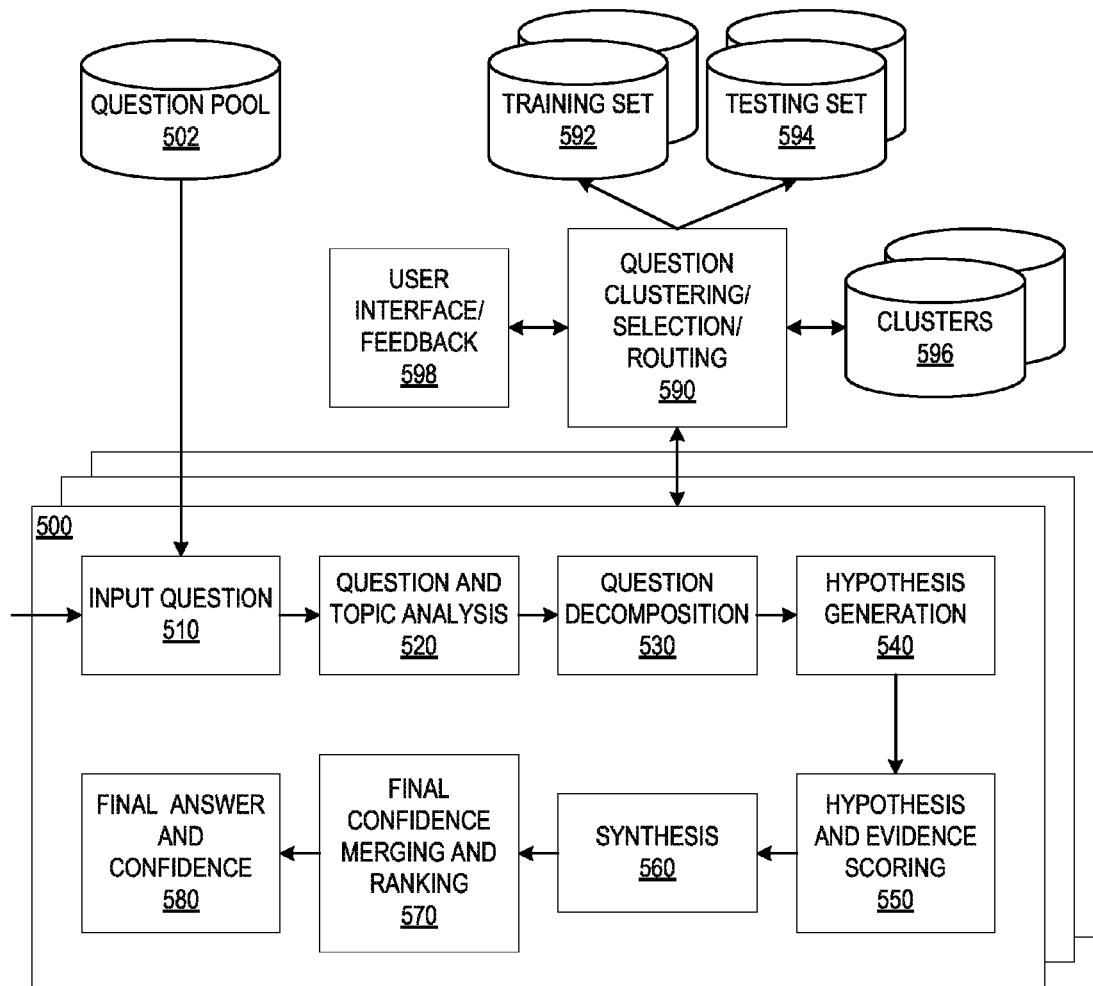 QUESTION POOL
502
TRAINING SET
592
TESTING SET
594
USER
INTERFACE/
FEEDBACK
598
QUESTION
CLUSTERING/
SELECTION/
ROUTING
590
CLUSTERS
596
500
INPUT QUESTION
510
QUESTION AND
TOPIC ANALYSIS
520
QUESTION
DECOMPOSITION
530
HYPOTHESIS
GENERATION
540
FINAL ANSWER
AND
CONFIDENCE
580
FINAL
CONFIDENCE
MERGING AND
RANKING
570
SYNTHESIS
560
HYPOTHESIS
AND EVIDENCE
SCORING
550